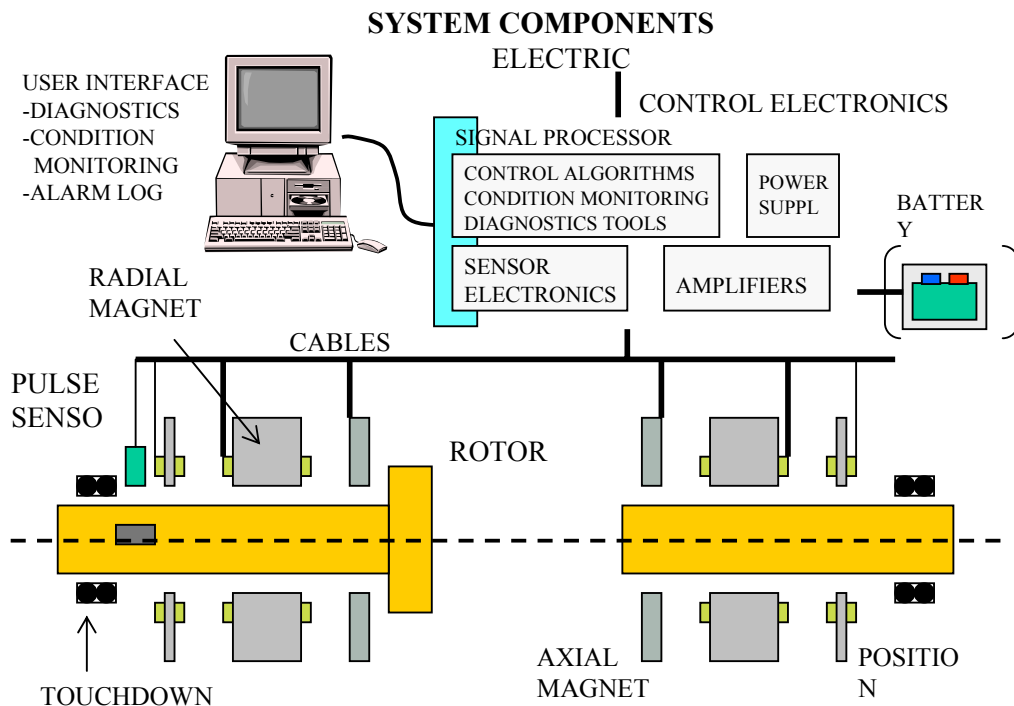 SYSTEM COMPONENTS
ELECTRIC
USER INTERFACE
-DIAGNOSTICS
-CONDITION
MONITORING
-ALARM LOG
CONTROL ELECTRONICS
SIGNAL PROCESSOR
CONTROL ALGORITHMS
CONDITION MONITORING
DIAGNOSTICS TOOLS
POWER
SUPPL
BATTER
Y
SENSOR
ELECTRONICS
AMPLIFIERS
RADIAL
MAGNET
CABLES
PULSE
SENSO
ROTOR
TOUCHDOWN
AXIAL
MAGNET
POSITIO
N